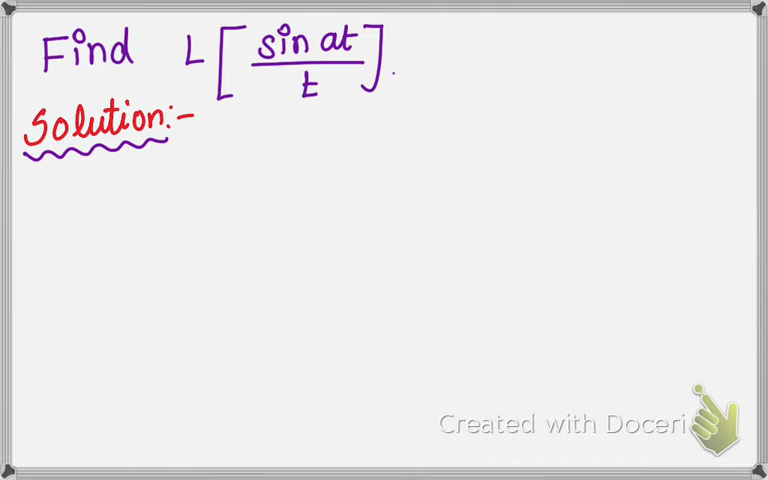 Find L[sin at/t].
Solution:-
Created with Doceri